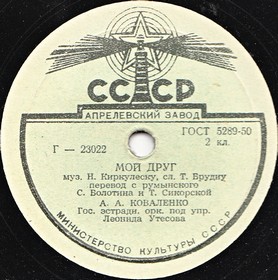 СССР
АПРЕЛЕВСКИЙ ЗАВОД
ГОСТ 5289-50
Г — 23022
2 кл.
МОЙ ДРУГ
муз. Н. Киркулеску, сл. Т. Брудну
перевод с румынского
С. Болотина и Т. Сикорской
А. А. КОВАЛЕНКО
Гос. эстрадн. орк. под упр.
Леонида Утесова
МИНИСТЕРСТВО КУЛЬТУРЫ СССР